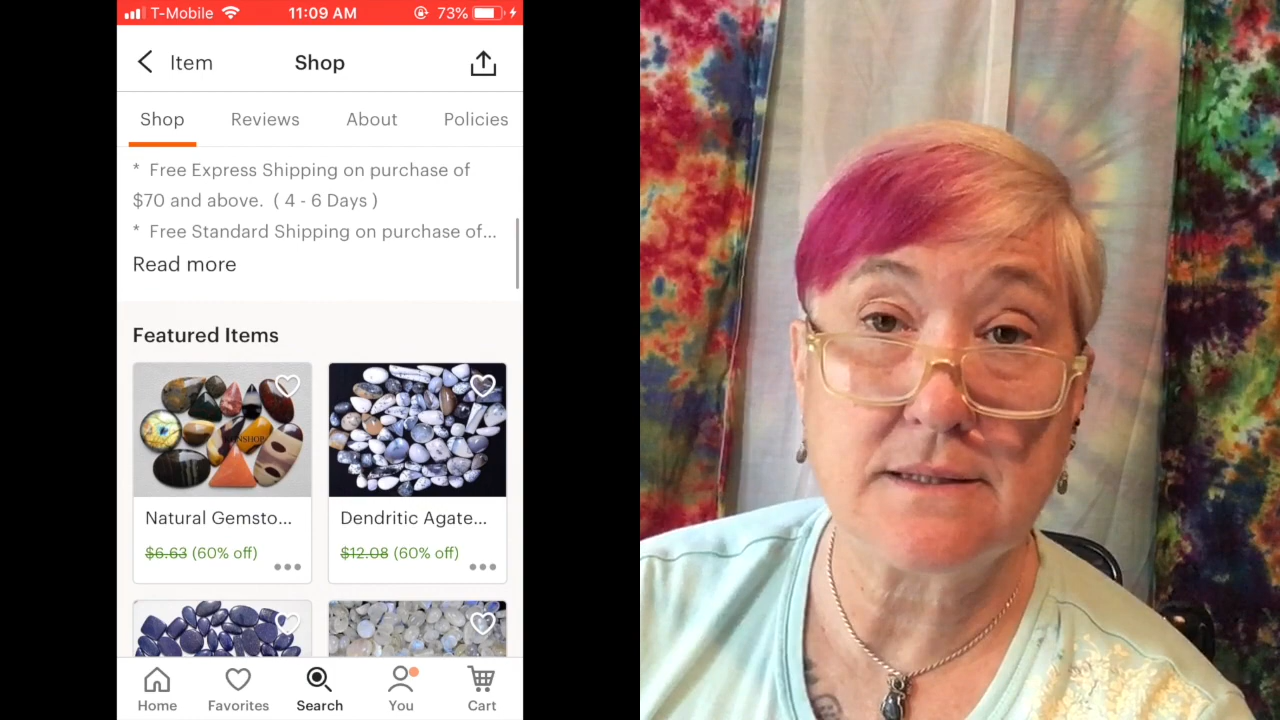 T-Mobile 11:09 AM 73%
Item Shop
Shop Reviews About Policies
* Free Express Shipping on purchase of
$70 and above. ( 4 - 6 Days )
* Free Standard Shipping on purchase of...
Read more
Featured Items
Natural Gemsto... Dendritic Agate...
$6.63 (60% off) $12.08 (60% off)
Home Favorites Search You Cart